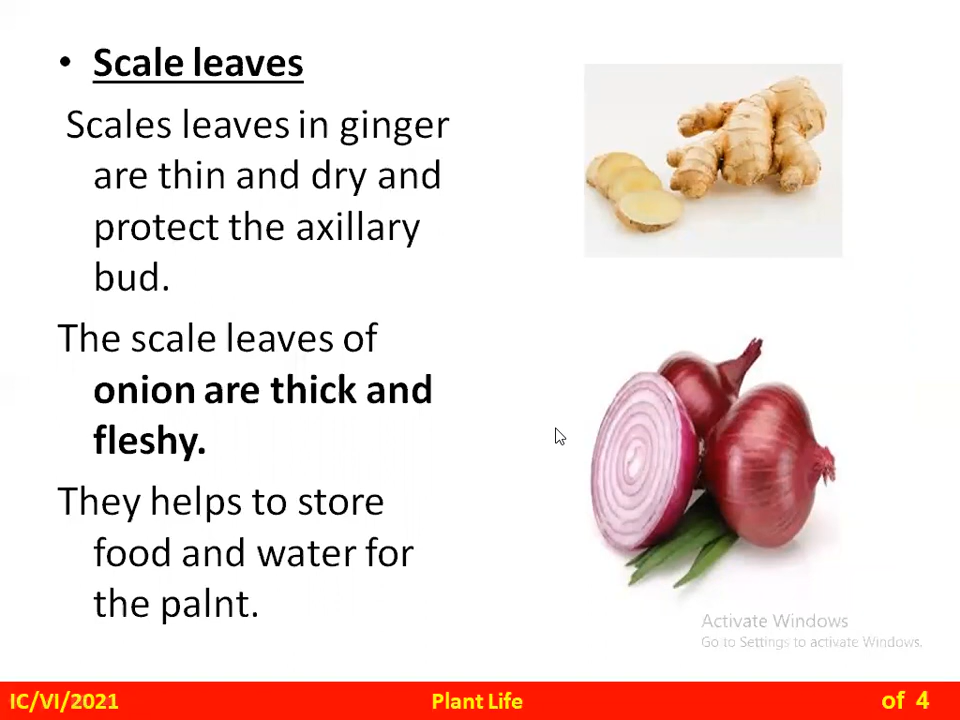 • Scale leaves
Scales leaves in ginger
are thin and dry and
protect the axillary
bud.
The scale leaves of
onion are thick and
fleshy.
They helps to store
food and water for
the palnt.
Activate Windows
Go to Settings to activate Windows.
IC/VI/2021 Plant Life of 4